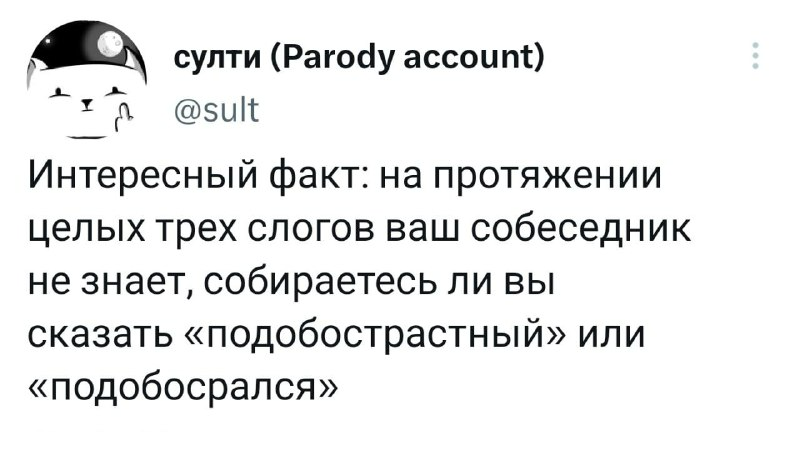 султи (Parody account)
@sult
Интересный факт: на протяжении
целых трех слогов ваш собеседник
не знает, собираетесь ли вы
сказать «подобострастный» или
«подобосрался»